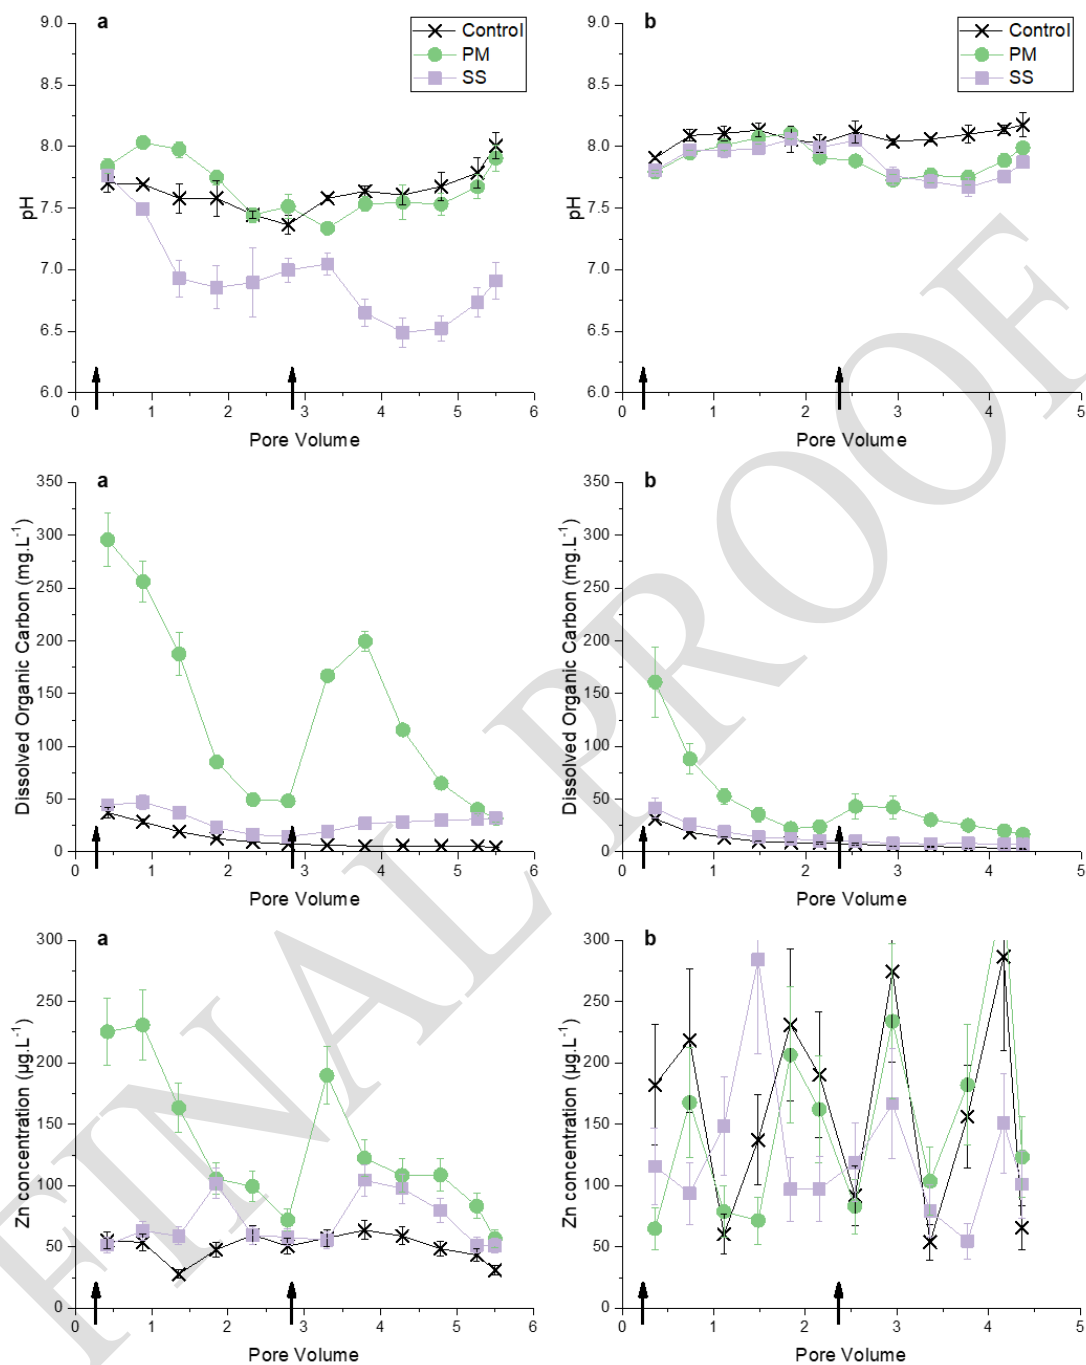 a
9.0
8.5
8.0
7.5
7.0
6.5
6.0
pH
Control
PM
SS
0 1 2 3 4 5 6
Pore Volume
b
9.0
8.5
8.0
7.5
7.0
6.5
6.0
pH
Control
PM
SS
0 1 2 3 4 5
Pore Volume
a
350
300
250
200
150
100
50
0
Dissolved Organic Carbon (mg.L⁻¹)
0 1 2 3 4 5 6
Pore Volume
b
350
300
250
200
150
100
50
0
Dissolved Organic Carbon (mg.L⁻¹)
0 1 2 3 4 5
Pore Volume
a
300
250
200
150
100
50
0
Zn concentration (µg.L⁻¹)
0 1 2 3 4 5 6
Pore Volume
b
300
250
200
150
100
50
0
Zn concentration (µg.L⁻¹)
0 1 2 3 4 5
Pore Volume
FINAL PROOF